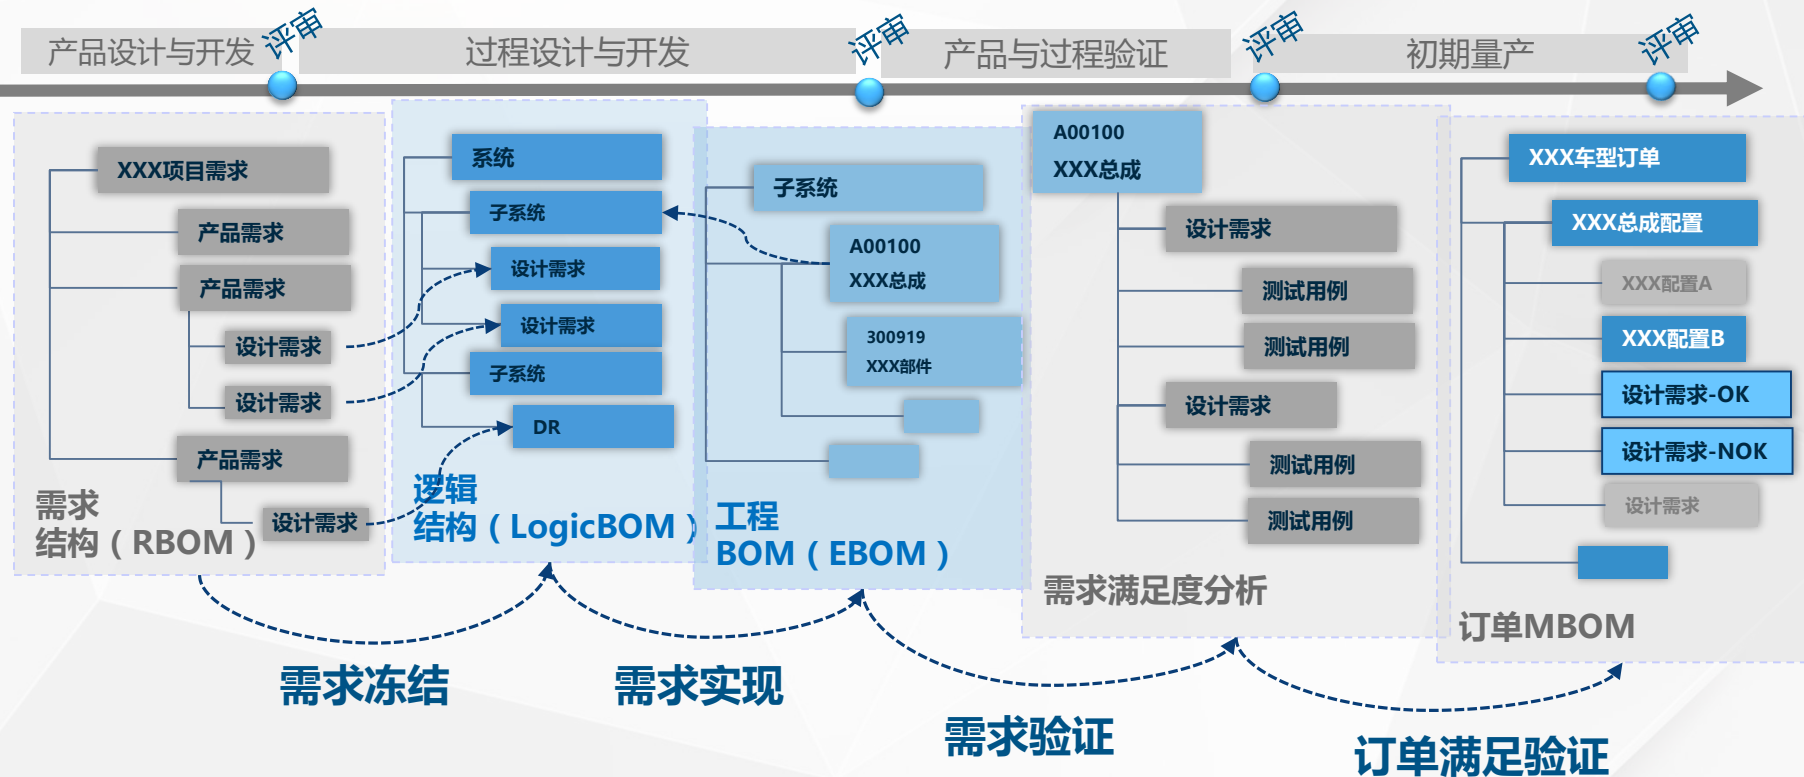 产品设计与开发
评审
过程设计与开发
评审
产品与过程验证
评审
初期量产
评审
XXX项目需求
产品需求
产品需求
设计需求
设计需求
产品需求
设计需求
需求
结构（RBOM）
系统
子系统
设计需求
设计需求
子系统
DR
逻辑
结构（LogicBOM）
子系统
A00100
XXX总成
300919
XXX部件
工程
BOM（EBOM）
A00100
XXX总成
设计需求
测试用例
测试用例
设计需求
测试用例
测试用例
需求满足度分析
XXX车型订单
XXX总成配置
XXX配置A
XXX配置B
设计需求-OK
设计需求-NOK
设计需求
订单MBOM
需求冻结
需求实现
需求验证
订单满足验证